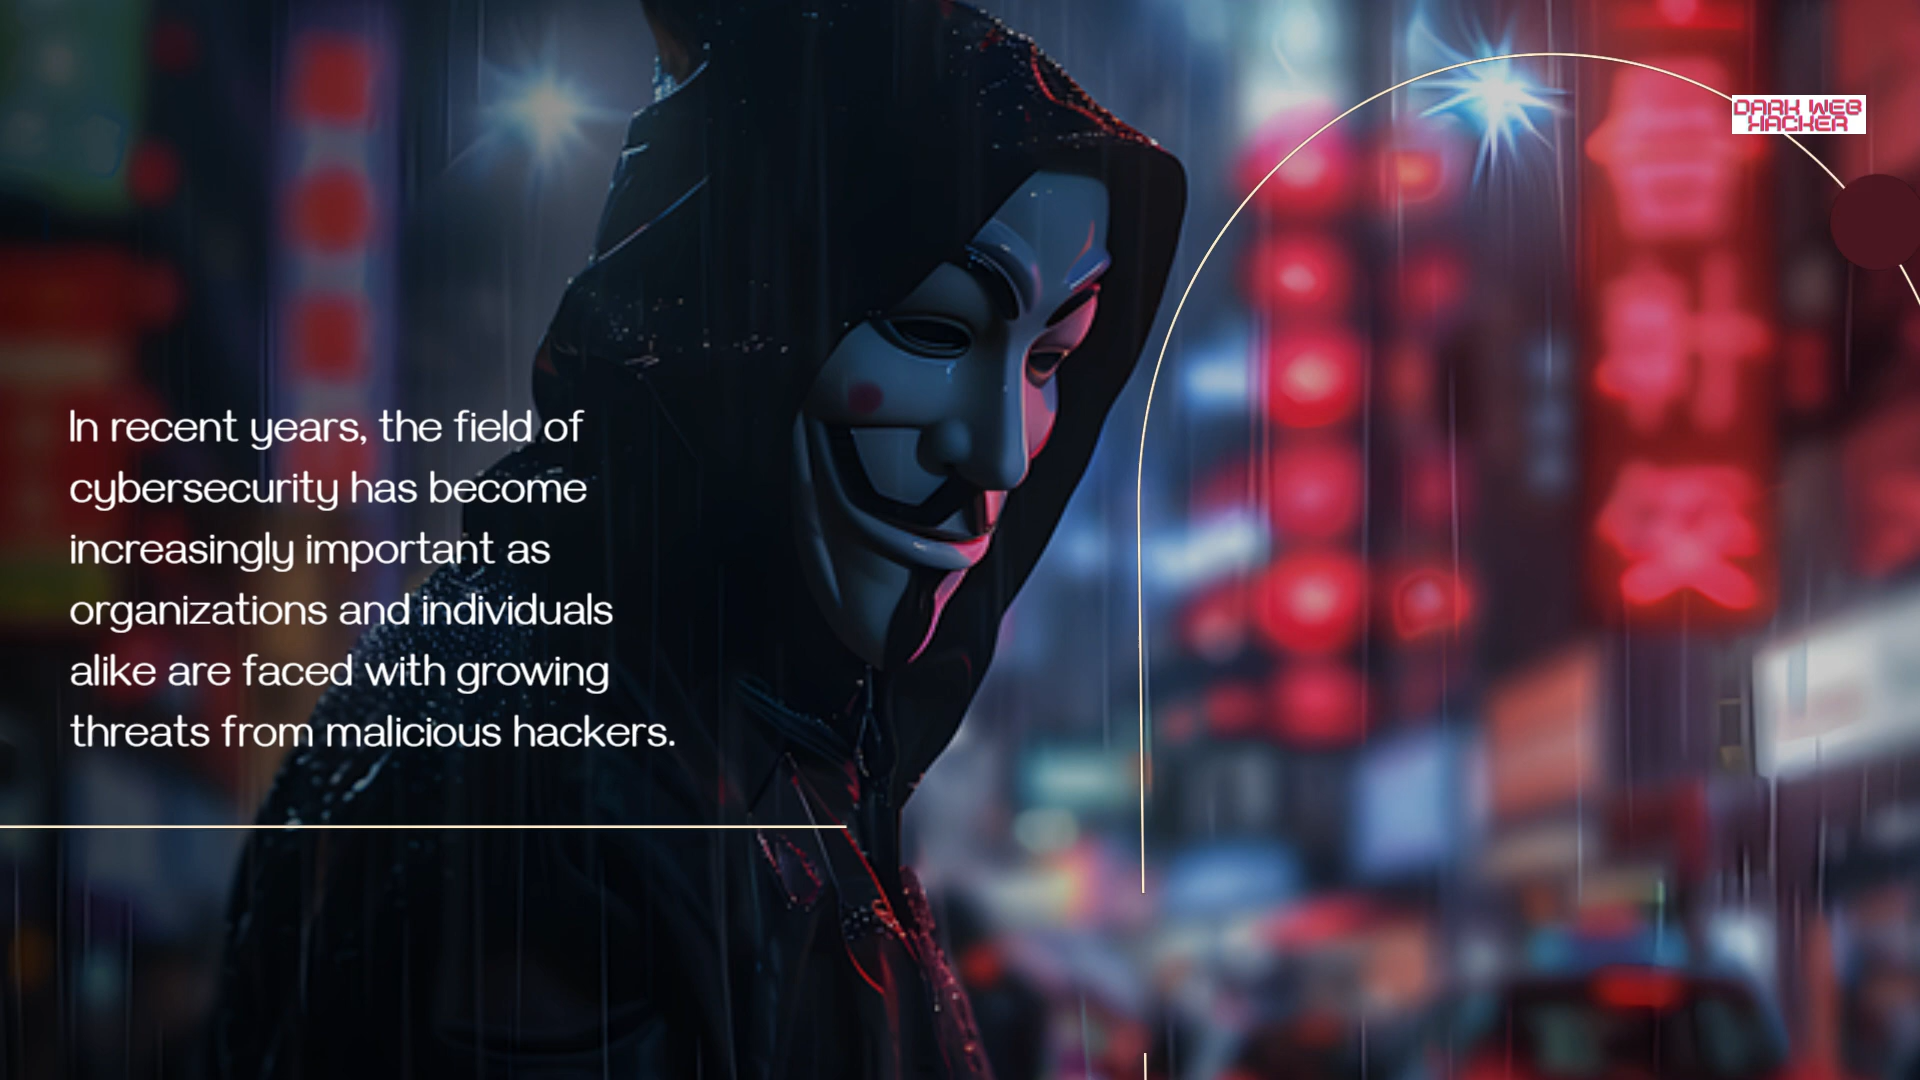 DARK WEB
HACKER
In recent years, the field of
cybersecurity has become
increasingly important as
organizations and individuals
alike are faced with growing
threats from malicious hackers.